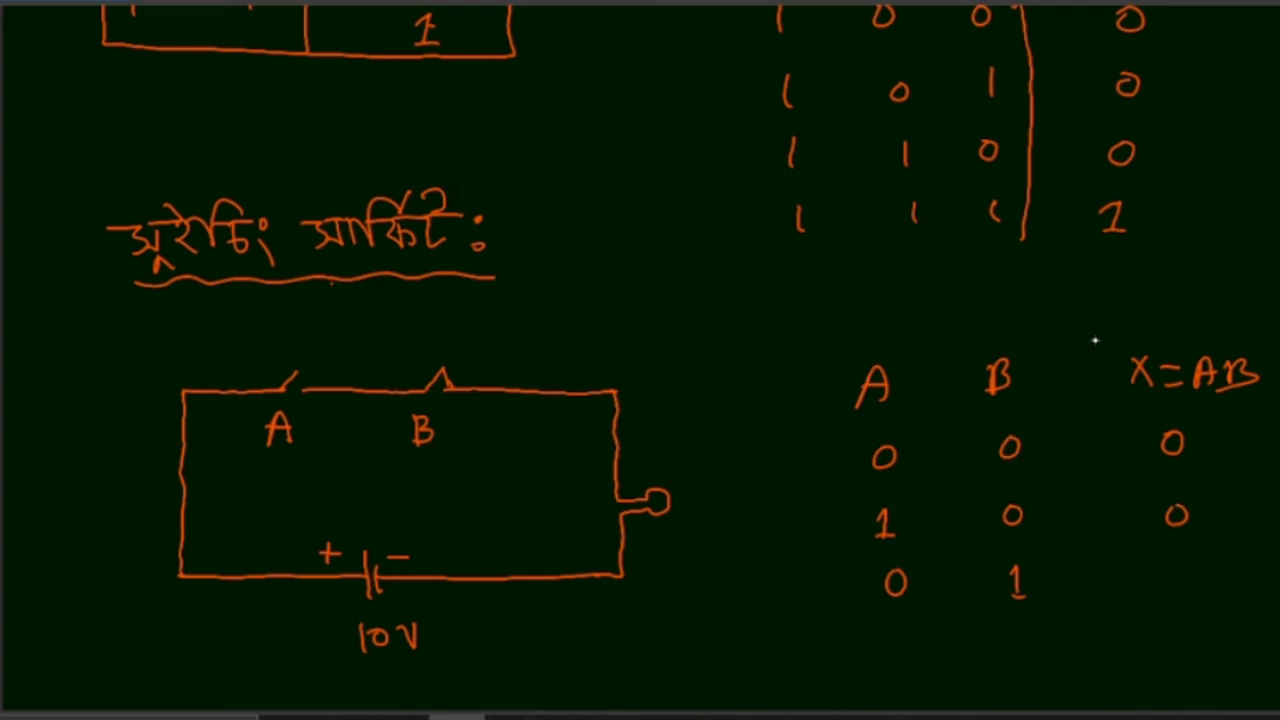 1
1 0 0 0
1 0 1 0
1 1 0 0
1 1 1 1
সুইচিং সার্কিট:
A B
+ -
10V
A B X=AB
0 0 0
1 0 0
0 1